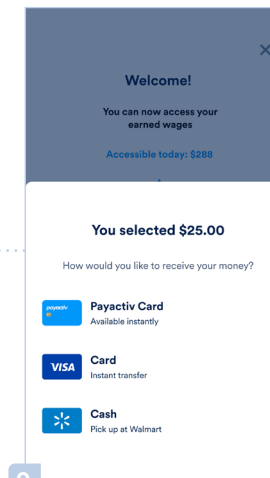 Welcome!
You can now access your
earned wages
Accessible today: $288
You selected $25.00
How would you like to receive your money?
payactiv
Payactiv Card
Available instantly
VISA
Card
Instant transfer
Cash
Pick up at Walmart